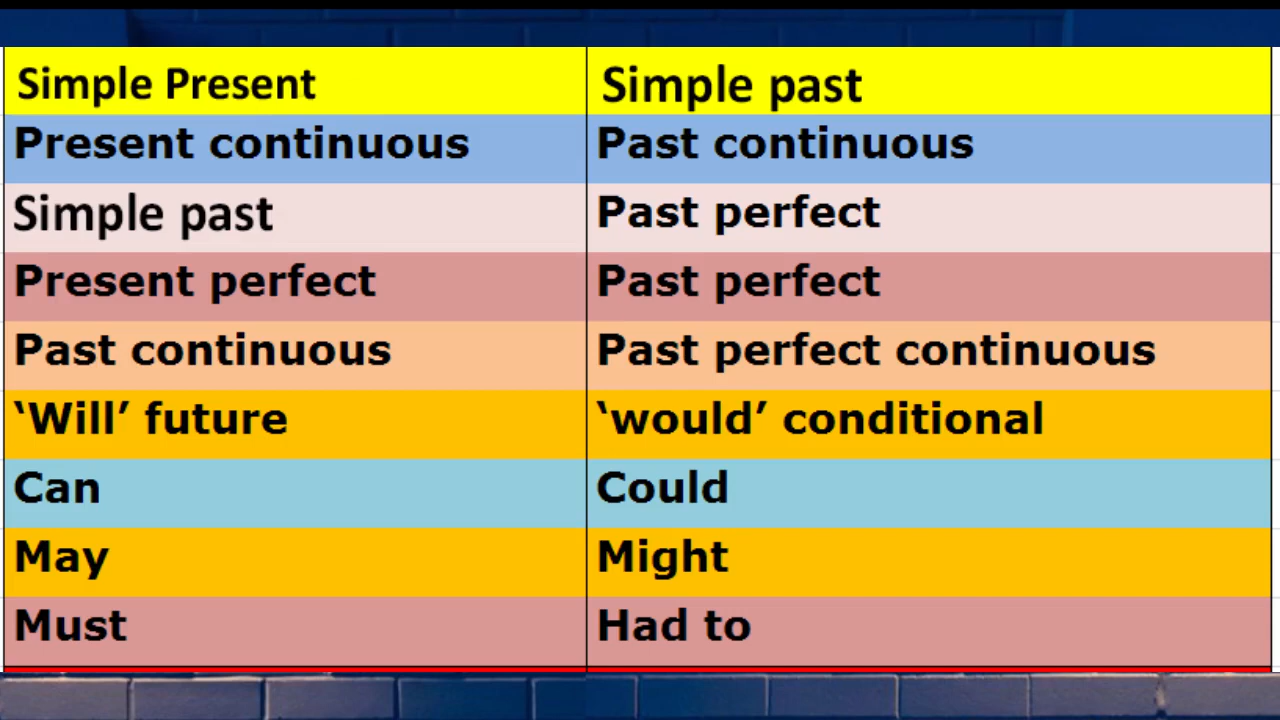 Simple Present Simple past
Present continuous Past continuous
Simple past Past perfect
Present perfect Past perfect
Past continuous Past perfect continuous
‘Will’ future ‘would’ conditional
Can Could
May Might
Must Had to